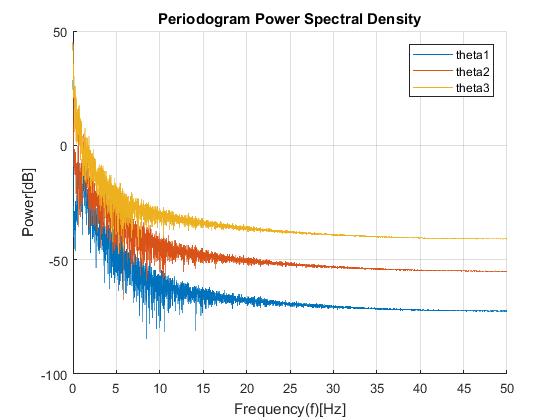 Periodogram Power Spectral Density
theta1
theta2
theta3
50
0
-50
-100
Power[dB]
0 5 10 15 20 25 30 35 40 45 50
Frequency(f)[Hz]